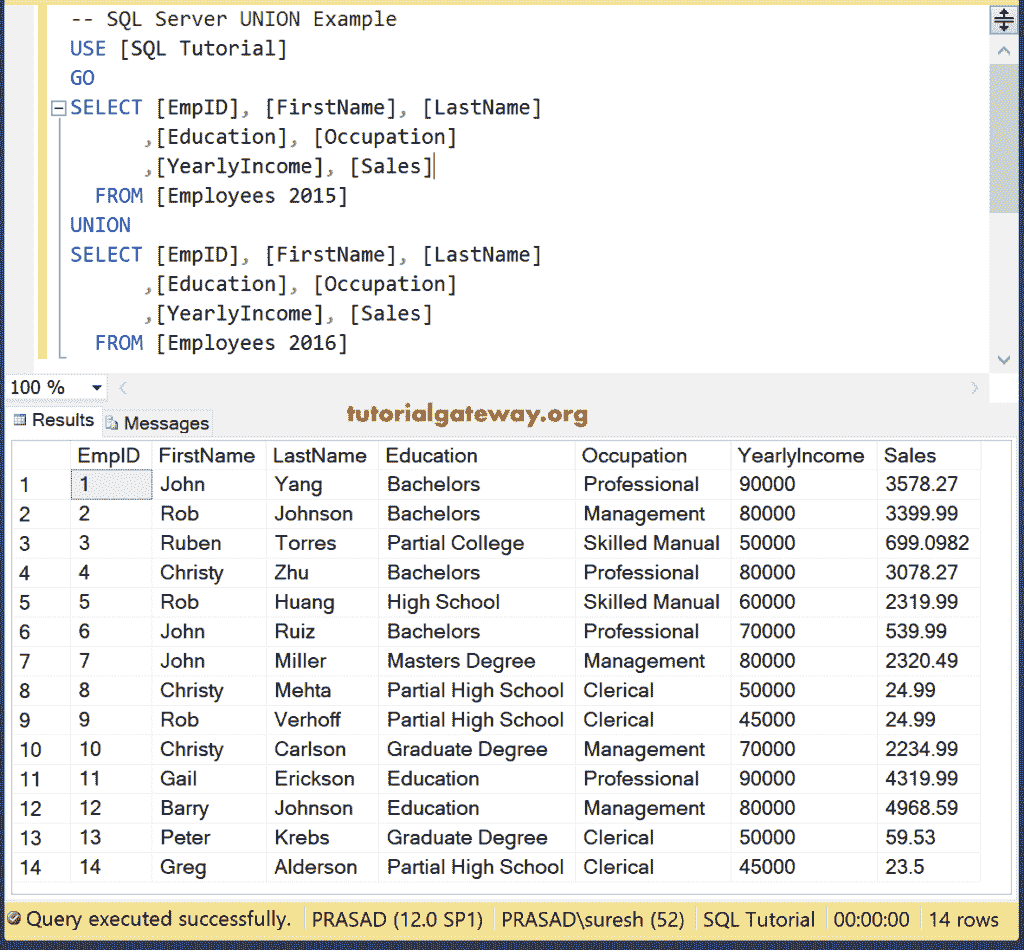 -- SQL Server UNION Example
USE [SQL Tutorial]
GO
SELECT [EmpID], [FirstName], [LastName]
,[Education], [Occupation]
,[YearlyIncome], [Sales]
FROM [Employees 2015]
UNION
SELECT [EmpID], [FirstName], [LastName]
,[Education], [Occupation]
,[YearlyIncome], [Sales]
FROM [Employees 2016]
100 %
tutorialgateway.org
Results Messages
EmpID FirstName LastName Education Occupation YearlyIncome Sales
1 1 John Yang Bachelors Professional 90000 3578.27
2 2 Rob Johnson Bachelors Management 80000 3399.99
3 3 Ruben Torres Partial College Skilled Manual 50000 699.0982
4 4 Christy Zhu Bachelors Professional 80000 3078.27
5 5 Rob Huang High School Skilled Manual 60000 2319.99
6 6 John Ruiz Bachelors Professional 70000 539.99
7 7 John Miller Masters Degree Management 80000 2320.49
8 8 Christy Mehta Partial High School Clerical 50000 24.99
9 9 Rob Verhoff Partial High School Clerical 45000 24.99
10 10 Christy Carlson Graduate Degree Management 70000 2234.99
11 11 Gail Erickson Education Professional 90000 4319.99
12 12 Barry Johnson Education Management 80000 4968.59
13 13 Peter Krebs Graduate Degree Clerical 50000 59.53
14 14 Greg Alderson Partial High School Clerical 45000 23.5
Query executed successfully. PRASAD (12.0 SP1) PRASAD\suresh (52) SQL Tutorial 00:00:00 14 rows